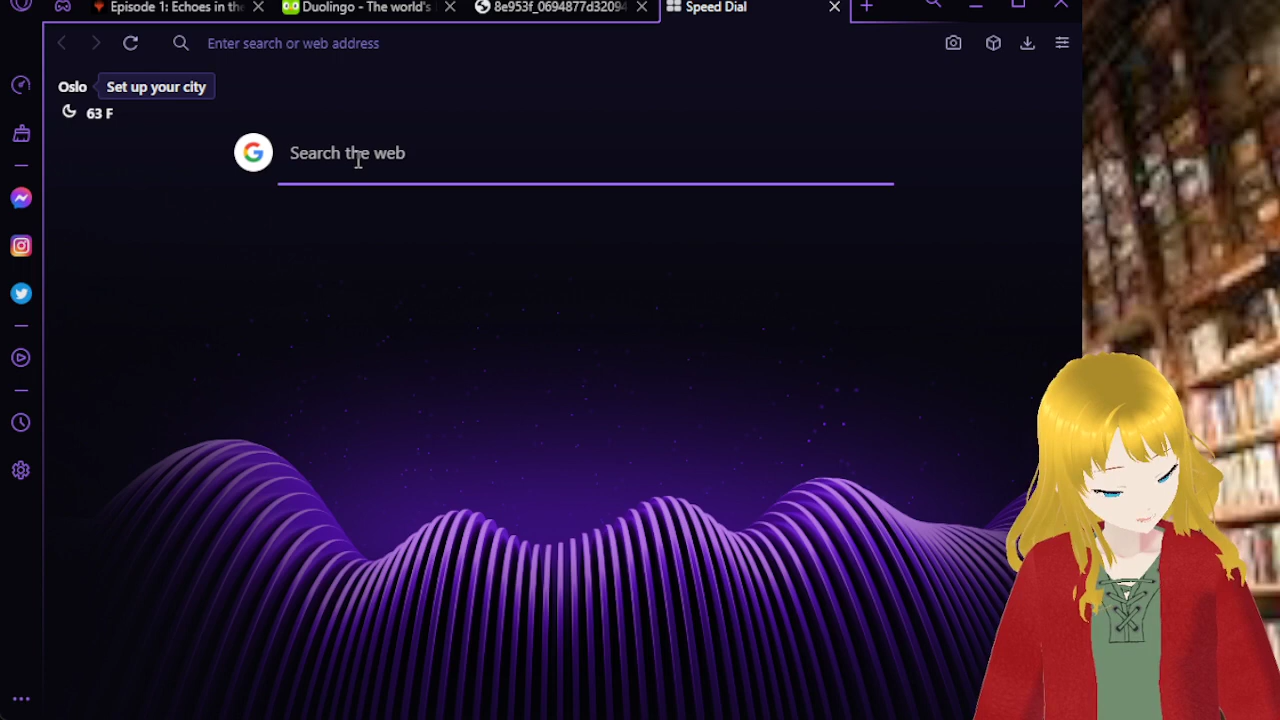 Episode 1: Echoes in the
Duolingo - The world's
8e953f_0694877d32094
Speed Dial
Enter search or web address
Oslo
Set up your city
63 F
Search the web